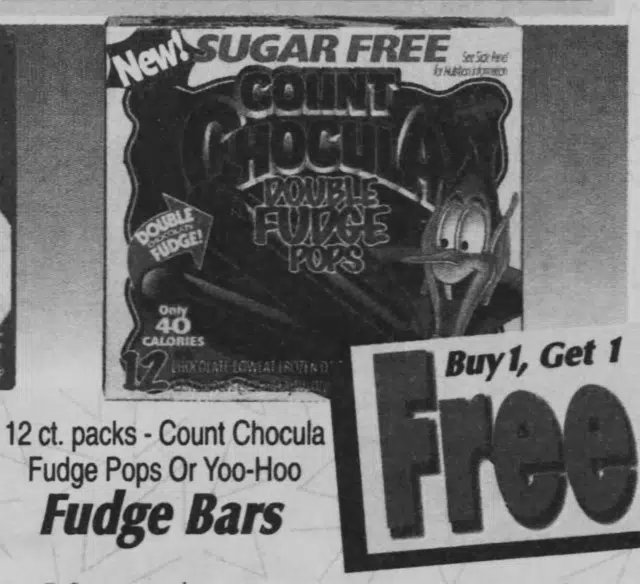 New!
SUGAR FREE
See Side Panel
for Nutrition Information
COUNT
CHOCULA
DOUBLE
FUDGE
POPS
DOUBLE
CHOCOLATE
FUDGE!
Only
40
CALORIES
12 CHOCOLATE LOWFAT FROZEN
Buy 1, Get 1
Free
12 ct. packs - Count Chocula
Fudge Pops Or Yoo-Hoo
Fudge Bars